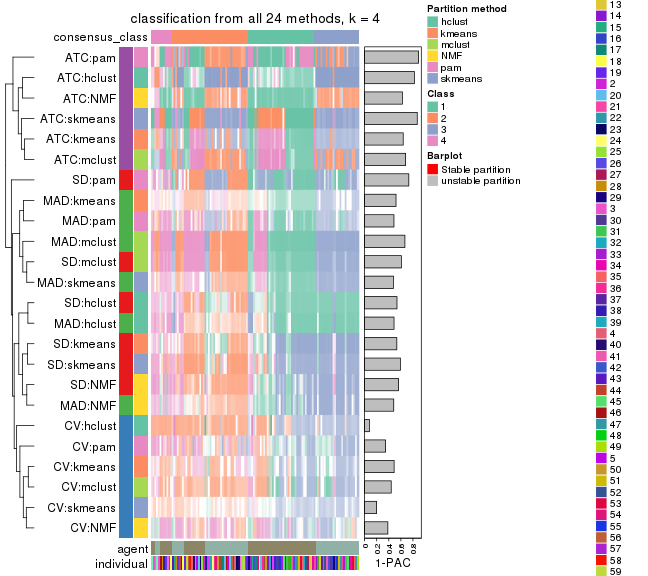 classification from all 24 methods, k = 4
consensus_class
ATC:pam
ATC:hclust
ATC:NMF
ATC:skmeans
ATC:kmeans
ATC:mclust
SD:pam
MAD:kmeans
MAD:pam
MAD:mclust
SD:mclust
MAD:skmeans
SD:hclust
MAD:hclust
SD:kmeans
SD:skmeans
SD:NMF
MAD:NMF
CV:hclust
CV:pam
CV:kmeans
CV:mclust
CV:skmeans
CV:NMF
agent
individual
0
0.2
0.4
0.6
0.8
1-PAC
Partition method
hclust
kmeans
mclust
NMF
pam
skmeans
Class
1
2
3
4
Barplot
Stable partition
unstable partition
13
14
15
16
17
18
19
2
20
21
22
23
24
25
26
27
28
29
3
30
31
32
33
34
35
36
37
38
39
4
40
41
42
43
44
45
46
47
48
49
5
50
51
52
53
54
55
56
57
58
59